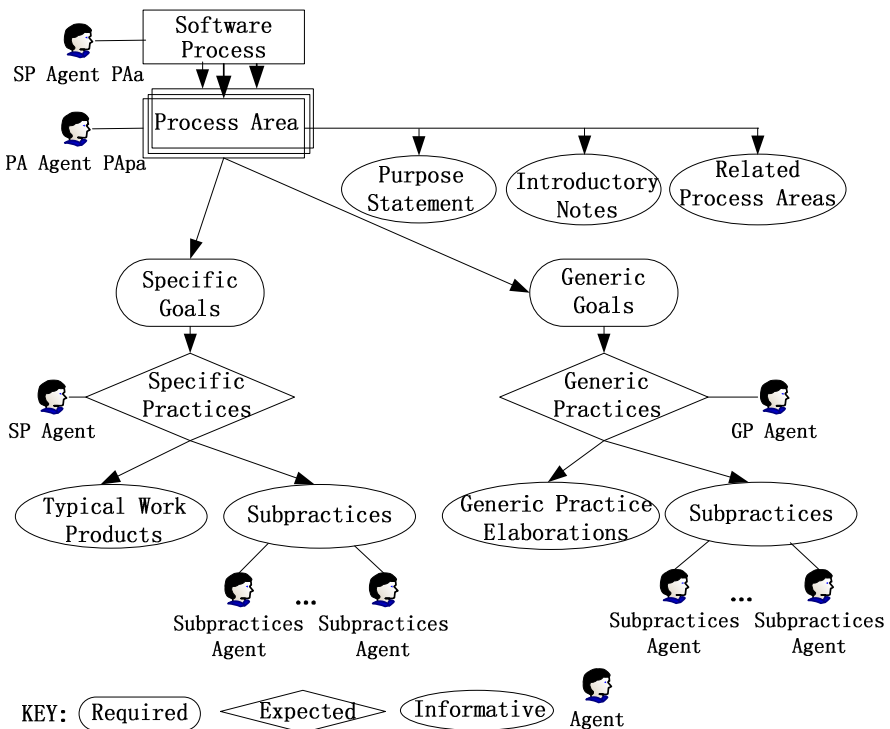 Software
Process
SP Agent PAa
Process Area
PA Agent PApa
Purpose
Statement
Introductory
Notes
Related
Process Areas
Specific
Goals
Generic
Goals
Specific
Practices
SP Agent
Generic
Practices
GP Agent
Typical Work
Products
Subpractices
Generic Practice
Elaborations
Subpractices
...
Subpractices
Agent
Subpractices
Agent
...
Subpractices
Agent
Subpractices
Agent
KEY:
Required
Expected
Informative
Agent